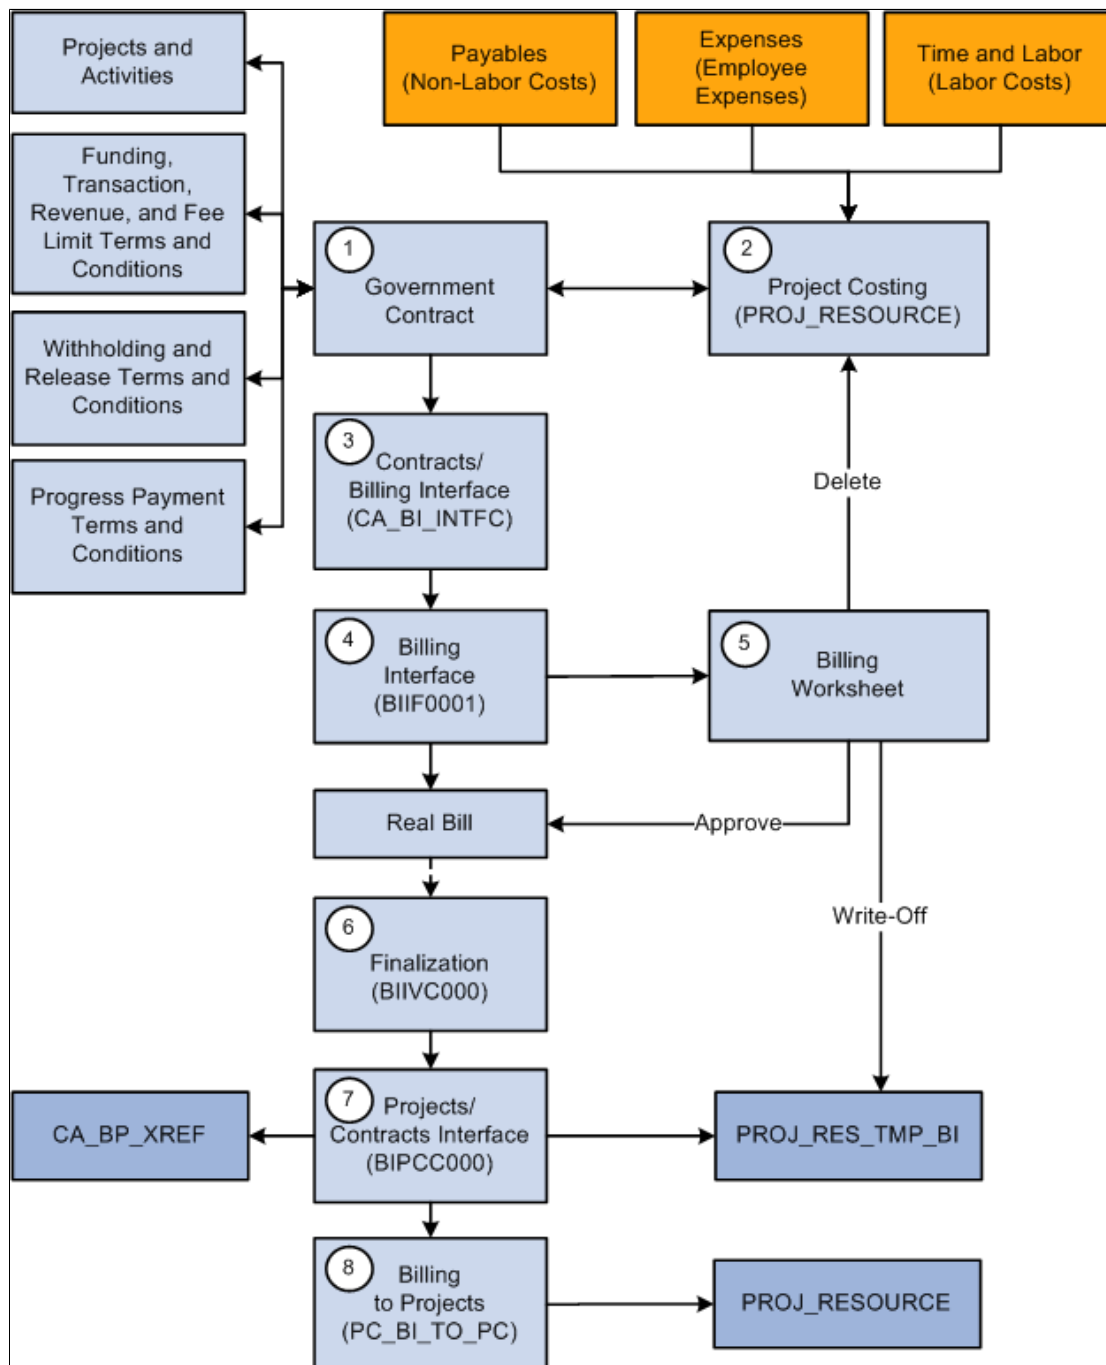 Projects and
Activities
Payables
(Non-Labor Costs)
Expenses
(Employee
Expenses)
Time and Labor
(Labor Costs)
Funding,
Transaction,
Revenue, and Fee
Limit Terms and
Conditions
1
Government
Contract
2
Project Costing
(PROJ_RESOURCE)
Withholding and
Release Terms and
Conditions
3
Contracts/
Billing Interface
(CA_BI_INTFC)
Delete
Progress Payment
Terms and
Conditions
4
Billing
Interface
(BIIF0001)
5
Billing
Worksheet
Real Bill
Approve
Write-Off
6
Finalization
(BIIVC000)
7
Projects/
Contracts Interface
(BIPCC000)
CA_BP_XREF
PROJ_RES_TMP_BI
8
Billing
to Projects
(PC_BI_TO_PC)
PROJ_RESOURCE